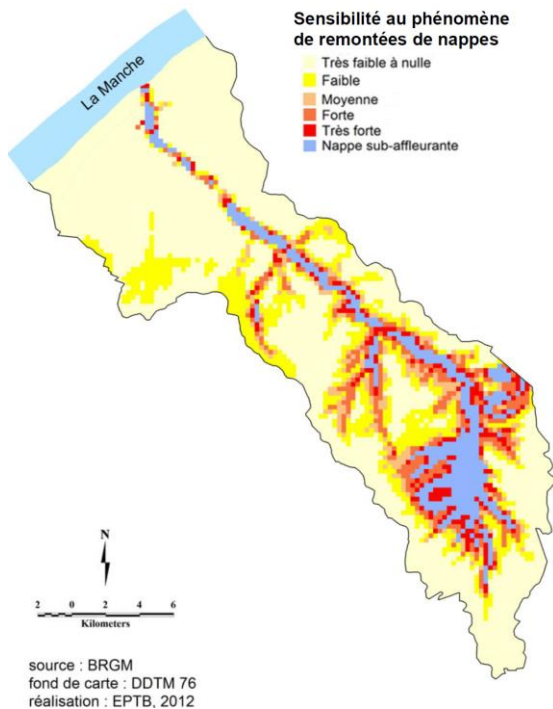 Sensibilité au phénomène
de remontées de nappes
Très faible à nulle
Faible
Moyenne
Forte
Très forte
Nappe sub-affleurante
La Manche
N
2 0 2 4 6
Kilometers
source : BRGM
fond de carte : DDTM 76
réalisation : EPTB, 2012